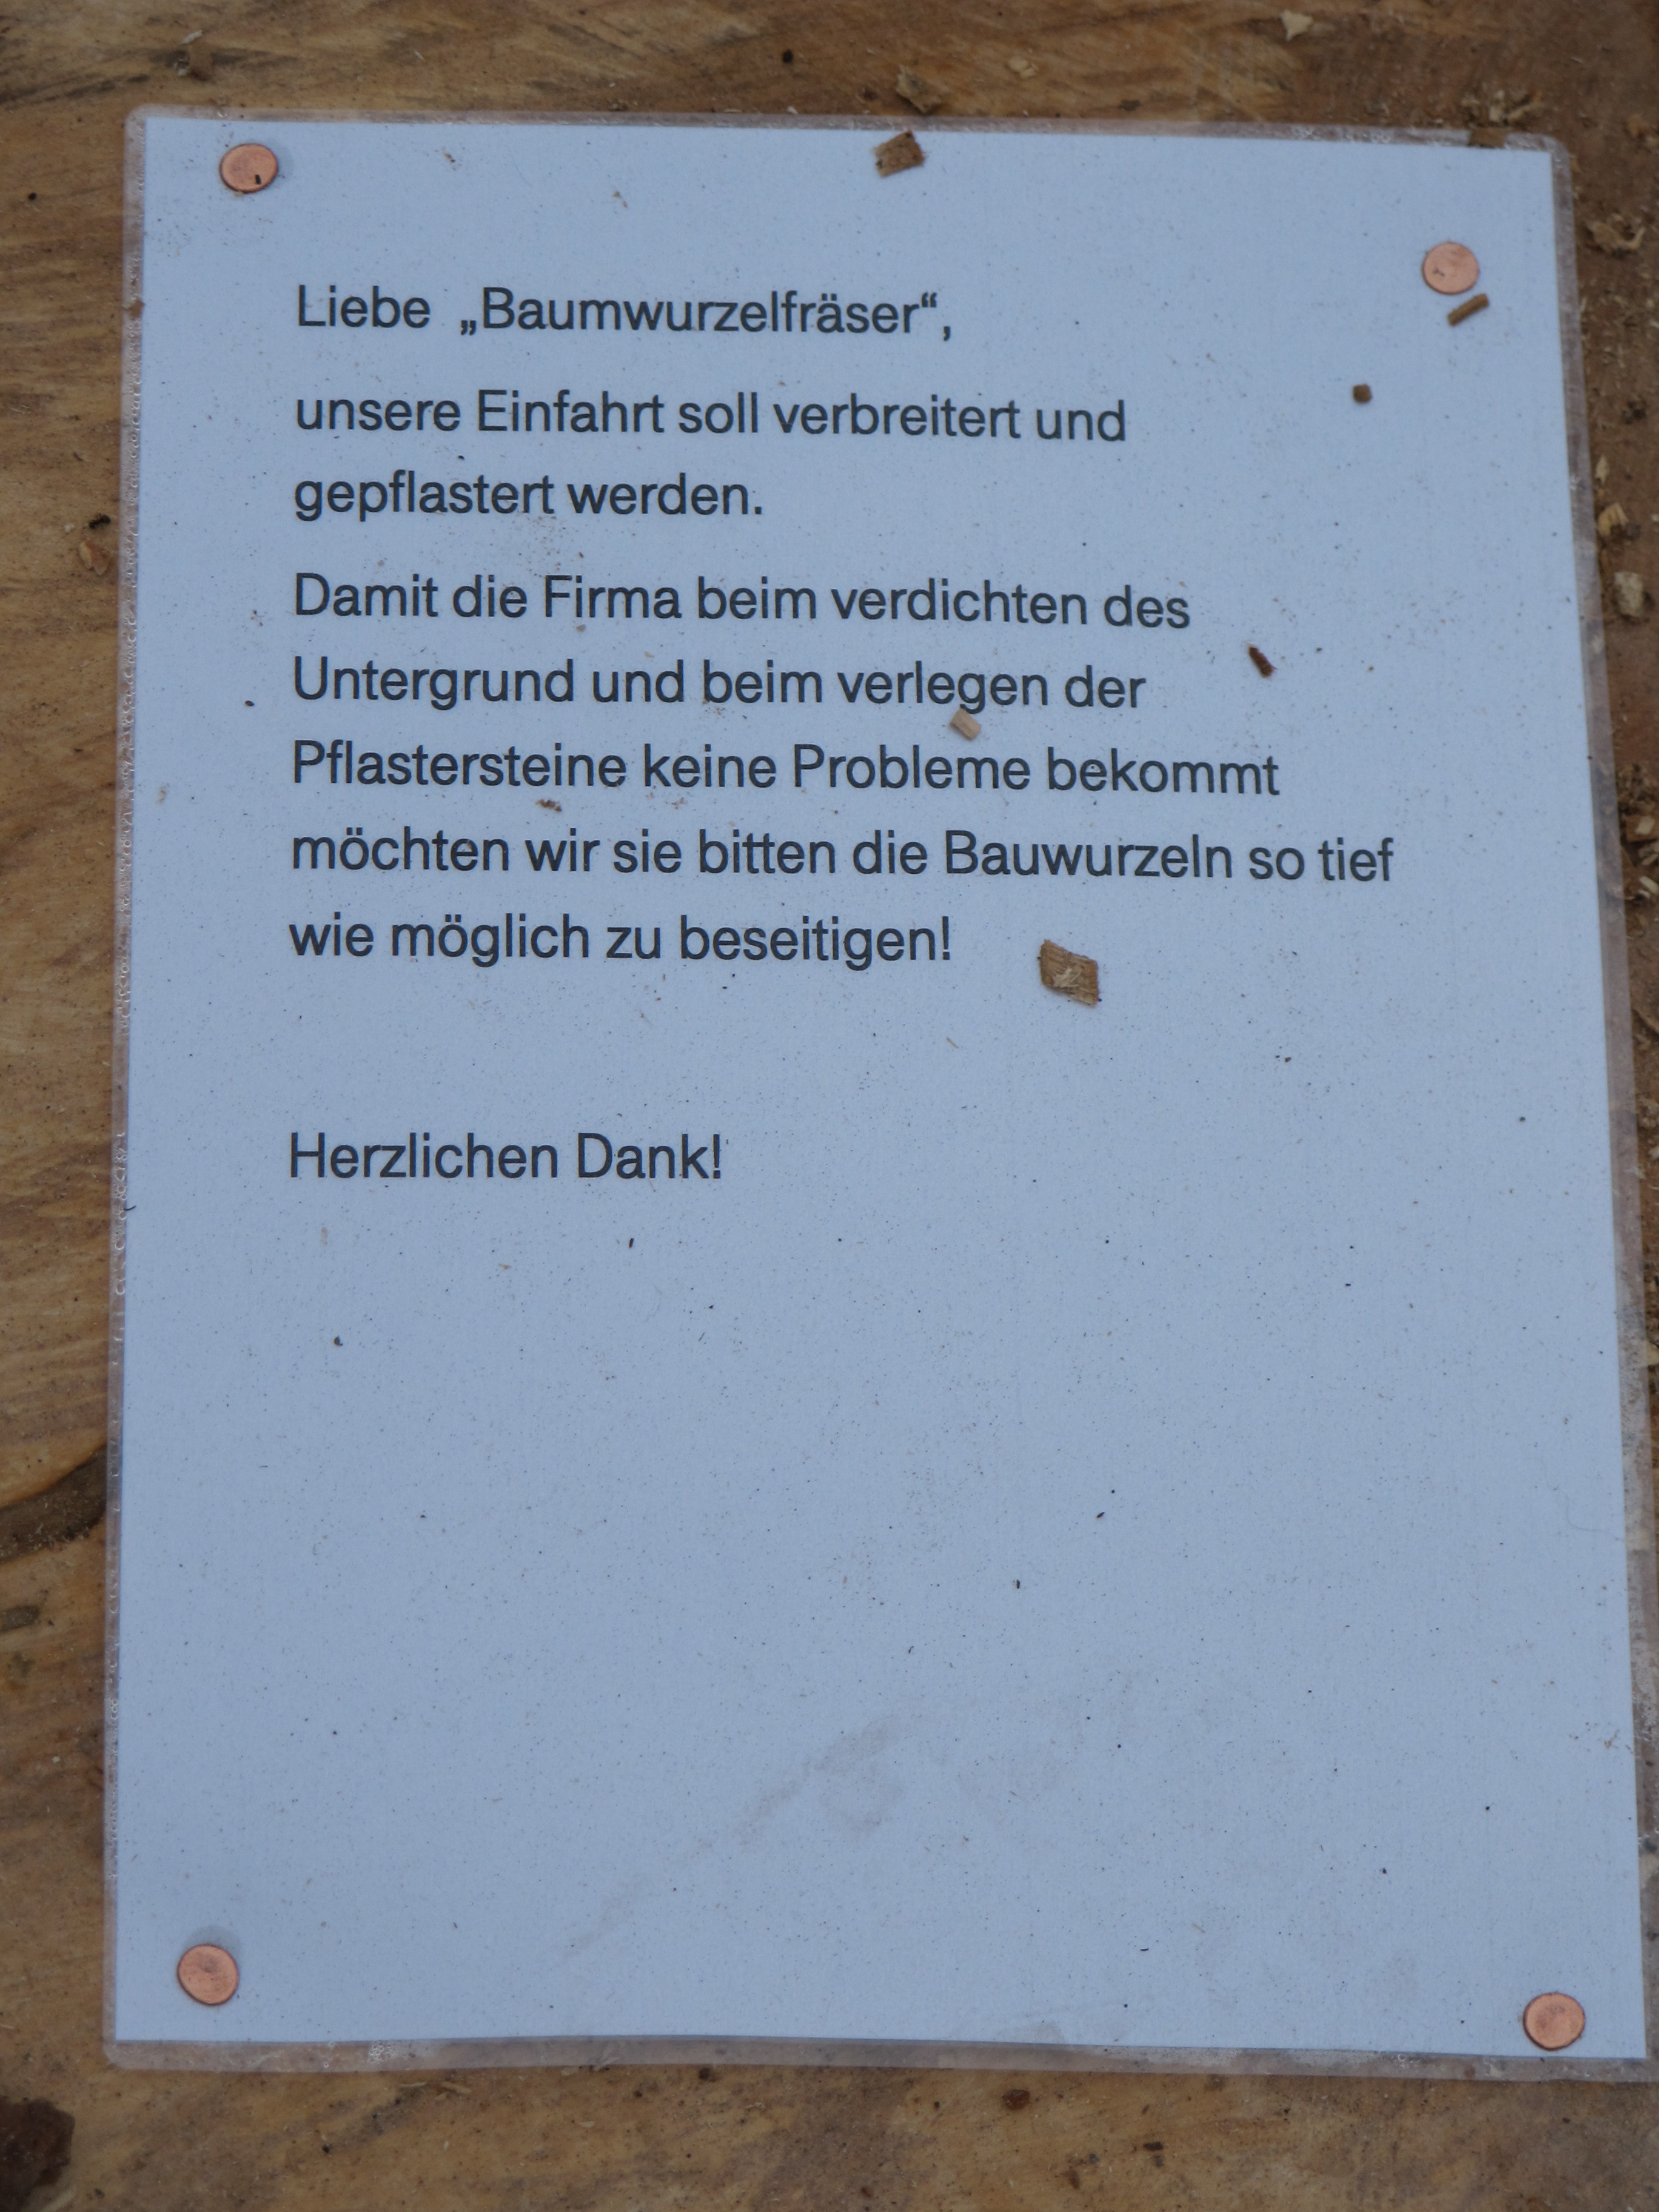 Liebe „Baumwurzelfräser“,
unsere Einfahrt soll verbreitert und
gepflastert werden.
Damit die Firma beim verdichten des
Untergrund und beim verlegen der
Pflastersteine keine Probleme bekommt
möchten wir sie bitten die Bauwurzeln so tief
wie möglich zu beseitigen!
Herzlichen Dank!